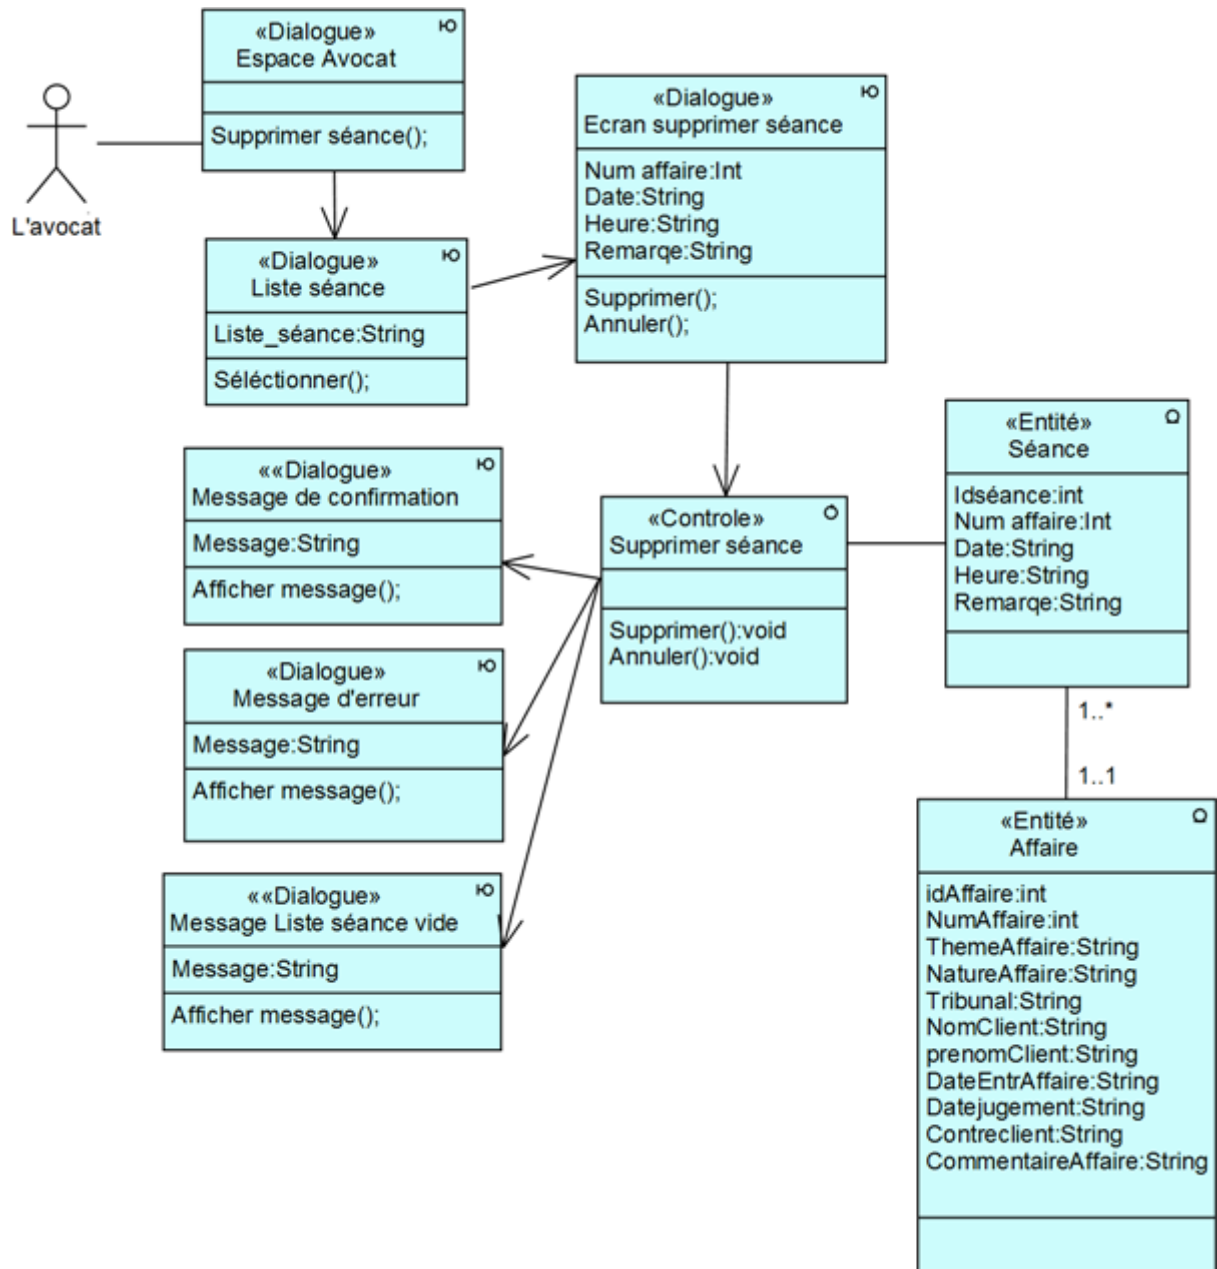 «Dialogue»
Espace Avocat
Supprimer séance();
L'avocat
«Dialogue»
Liste séance
Liste_séance:String
Séléctionner();
«Dialogue»
Ecran supprimer séance
Num affaire:Int
Date:String
Heure:String
Remarqe:String
Supprimer();
Annuler();
««Dialogue»
Message de confirmation
Message:String
Afficher message();
«Dialogue»
Message d'erreur
Message:String
Afficher message();
««Dialogue»
Message Liste séance vide
Message:String
Afficher message();
«Controle»
Supprimer séance
Supprimer():void
Annuler():void
«Entité»
Séance
Idséance:int
Num affaire:Int
Date:String
Heure:String
Remarqe:String
1..*
1..1
«Entité»
Affaire
idAffaire:int
NumAffaire:int
ThemeAffaire:String
NatureAffaire:String
Tribunal:String
NomClient:String
prenomClient:String
DateEntrAffaire:String
Datejugement:String
Contreclient:String
CommentaireAffaire:String